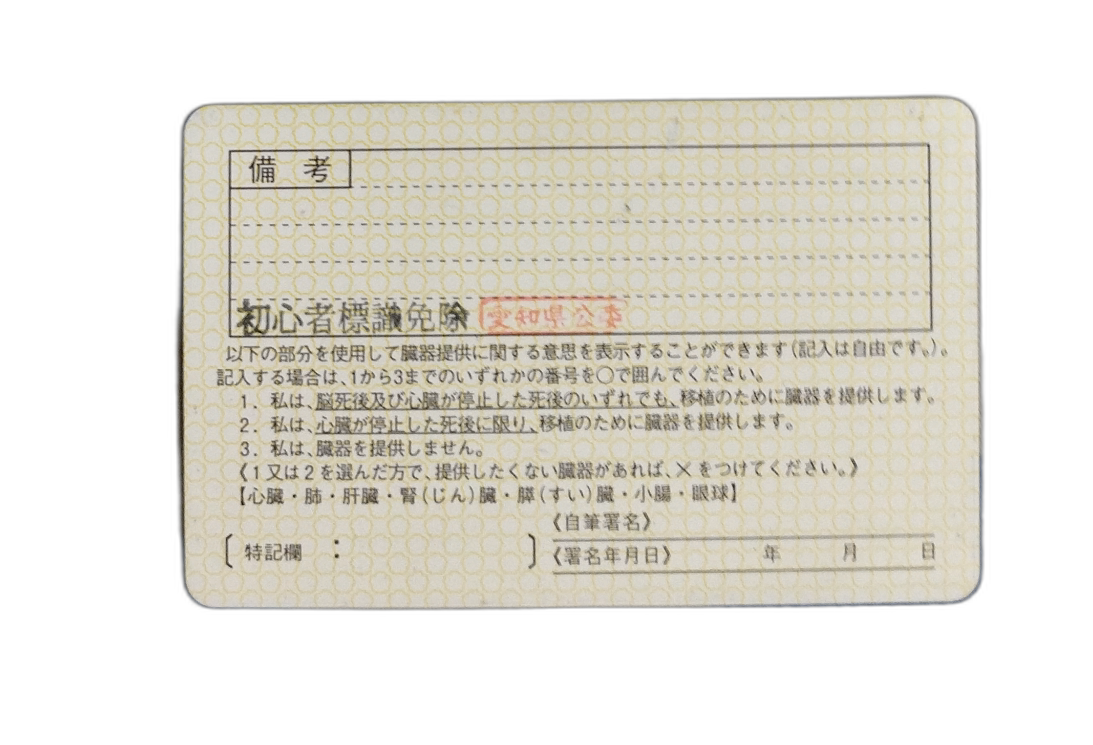 備考
初心者標識免除 愛知県公委
以下の部分を使用して臓器提供に関する意思を表示することができます(記入は自由です。)。
記入する場合は、1から3までのいずれかの番号を○で囲んでください。
1. 私は、脳死後及び心臓が停止した死後のいずれでも、移植のために臓器を提供します。
2. 私は、心臓が停止した死後に限り、移植のために臓器を提供します。
3. 私は、臓器を提供しません。
《1又は2を選んだ方で、提供したくない臓器があれば、×をつけてください。》
【心臓・肺・肝臓・腎(じん)臓・膵(すい)臓・小腸・眼球】
《自筆署名》
〔特記欄 : 〕
《署名年月日》 年 月 日